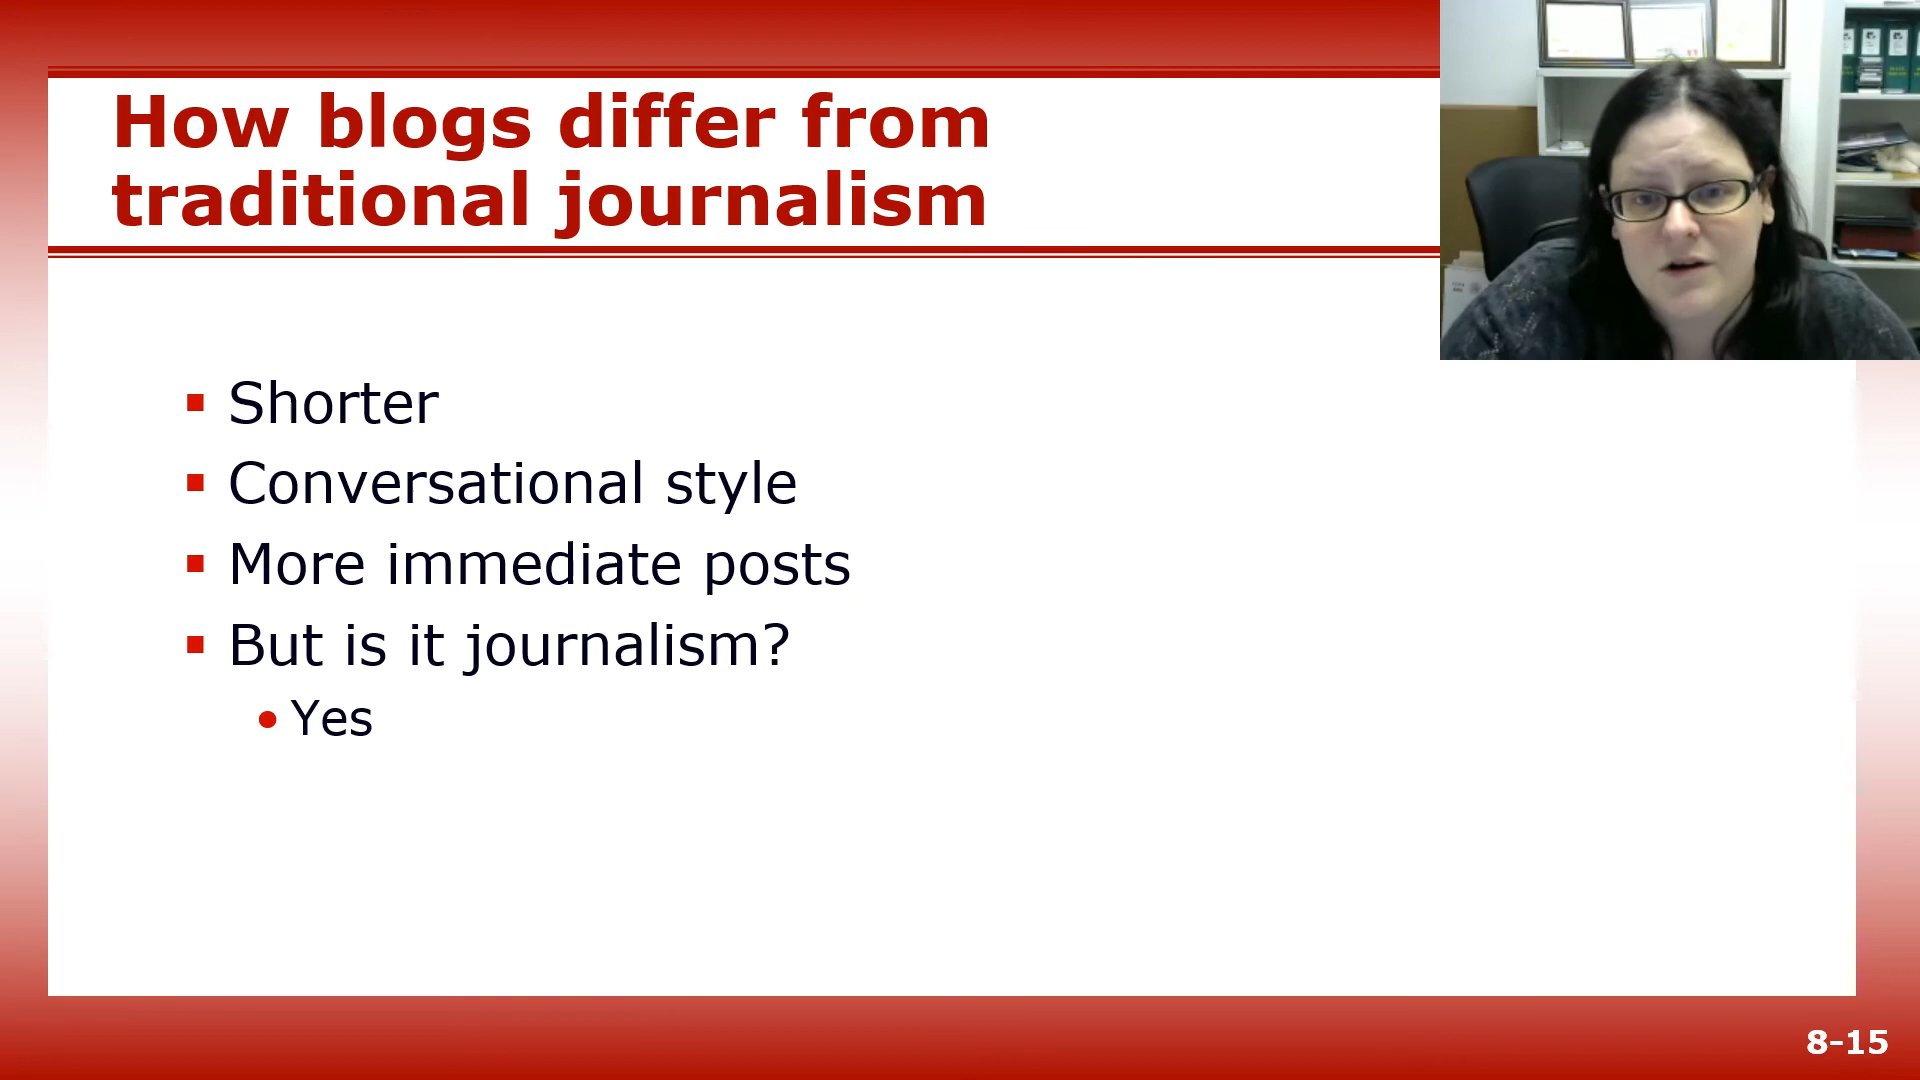 How blogs differ from
traditional journalism
Shorter
Conversational style
More immediate posts
But is it journalism?
Yes
8-15